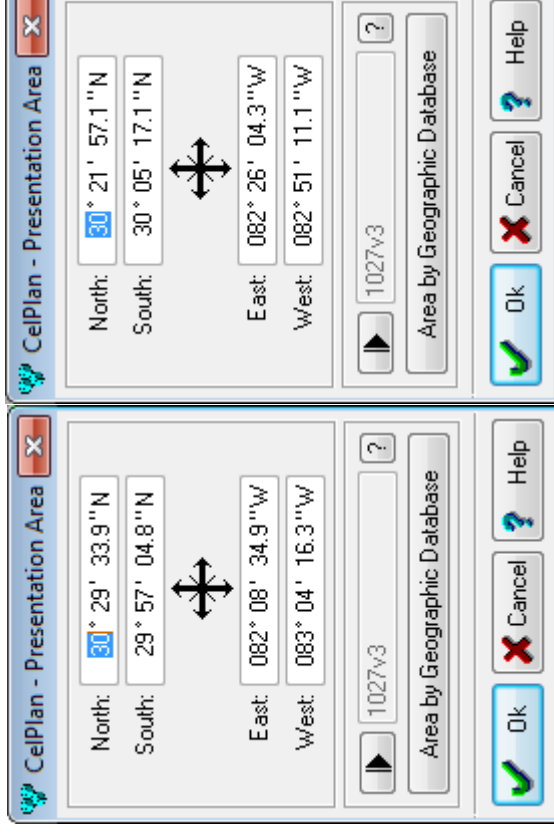 CelPlan - Presentation Area
North: 30° 29' 33.9"N
South: 29° 57' 04.8"N
East: 082° 08' 34.9"W
West: 083° 04' 16.3"W
1027v3 ?
Area by Geographic Database
Ok Cancel ? Help
CelPlan - Presentation Area
North: 30° 21' 57.1"N
South: 30° 05' 17.1"N
East: 082° 26' 04.3"W
West: 082° 51' 11.1"W
1027v3 ?
Area by Geographic Database
Ok Cancel ? Help